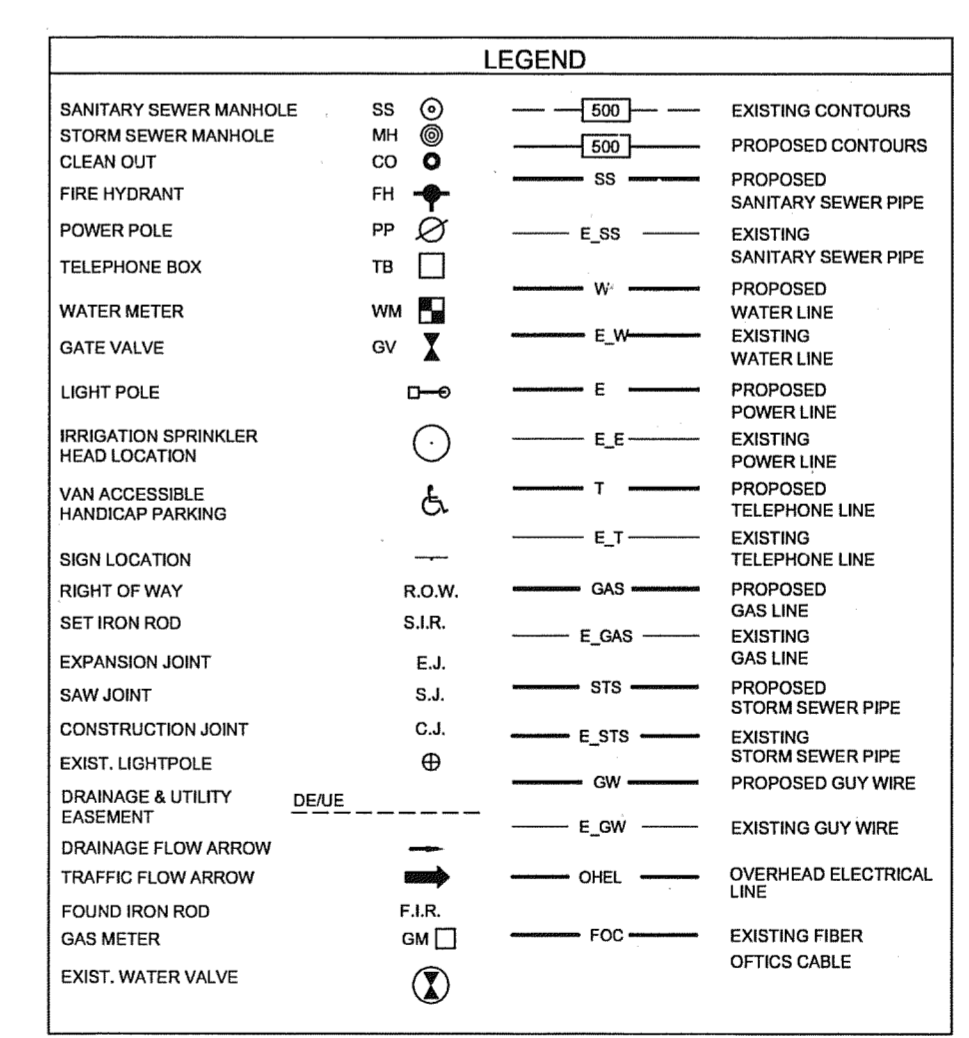 LEGEND
SANITARY SEWER MANHOLE SS
STORM SEWER MANHOLE MH
CLEAN OUT CO
FIRE HYDRANT FH
POWER POLE PP
TELEPHONE BOX TB
WATER METER WM
GATE VALVE GV
LIGHT POLE
IRRIGATION SPRINKLER
HEAD LOCATION
VAN ACCESSIBLE
HANDICAP PARKING
SIGN LOCATION
RIGHT OF WAY R.O.W.
SET IRON ROD S.I.R.
EXPANSION JOINT E.J.
SAW JOINT S.J.
CONSTRUCTION JOINT C.J.
EXIST. LIGHTPOLE
DRAINAGE & UTILITY DE/UE
EASEMENT
DRAINAGE FLOW ARROW
TRAFFIC FLOW ARROW
FOUND IRON ROD F.I.R.
GAS METER GM
EXIST. WATER VALVE
500 EXISTING CONTOURS
500 PROPOSED CONTOURS
SS PROPOSED
SANITARY SEWER PIPE
E_SS EXISTING
SANITARY SEWER PIPE
W PROPOSED
WATER LINE
E_W EXISTING
WATER LINE
E PROPOSED
POWER LINE
E_E EXISTING
POWER LINE
T PROPOSED
TELEPHONE LINE
E_T EXISTING
TELEPHONE LINE
GAS PROPOSED
GAS LINE
E_GAS EXISTING
GAS LINE
STS PROPOSED
STORM SEWER PIPE
E_STS EXISTING
STORM SEWER PIPE
GW PROPOSED GUY WIRE
E_GW EXISTING GUY WIRE
OHEL OVERHEAD ELECTRICAL
LINE
FOC EXISTING FIBER
OFTICS CABLE